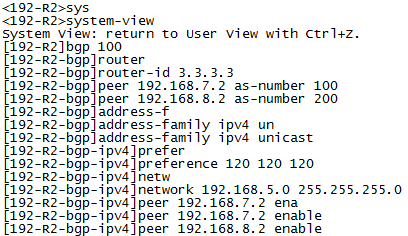 <192-R2>sys
<192-R2>system-view
System View: return to User View with Ctrl+Z.
[192-R2]bgp 100
[192-R2-bgp]router
[192-R2-bgp]router-id 3.3.3.3
[192-R2-bgp]peer 192.168.7.2 as-number 100
[192-R2-bgp]peer 192.168.8.2 as-number 200
[192-R2-bgp]address-f
[192-R2-bgp]address-family ipv4 un
[192-R2-bgp]address-family ipv4 unicast
[192-R2-bgp-ipv4]prefer
[192-R2-bgp-ipv4]preference 120 120 120
[192-R2-bgp-ipv4]netw
[192-R2-bgp-ipv4]network 192.168.5.0 255.255.255.0
[192-R2-bgp-ipv4]peer 192.168.7.2 ena
[192-R2-bgp-ipv4]peer 192.168.7.2 enable
[192-R2-bgp-ipv4]peer 192.168.8.2 enable